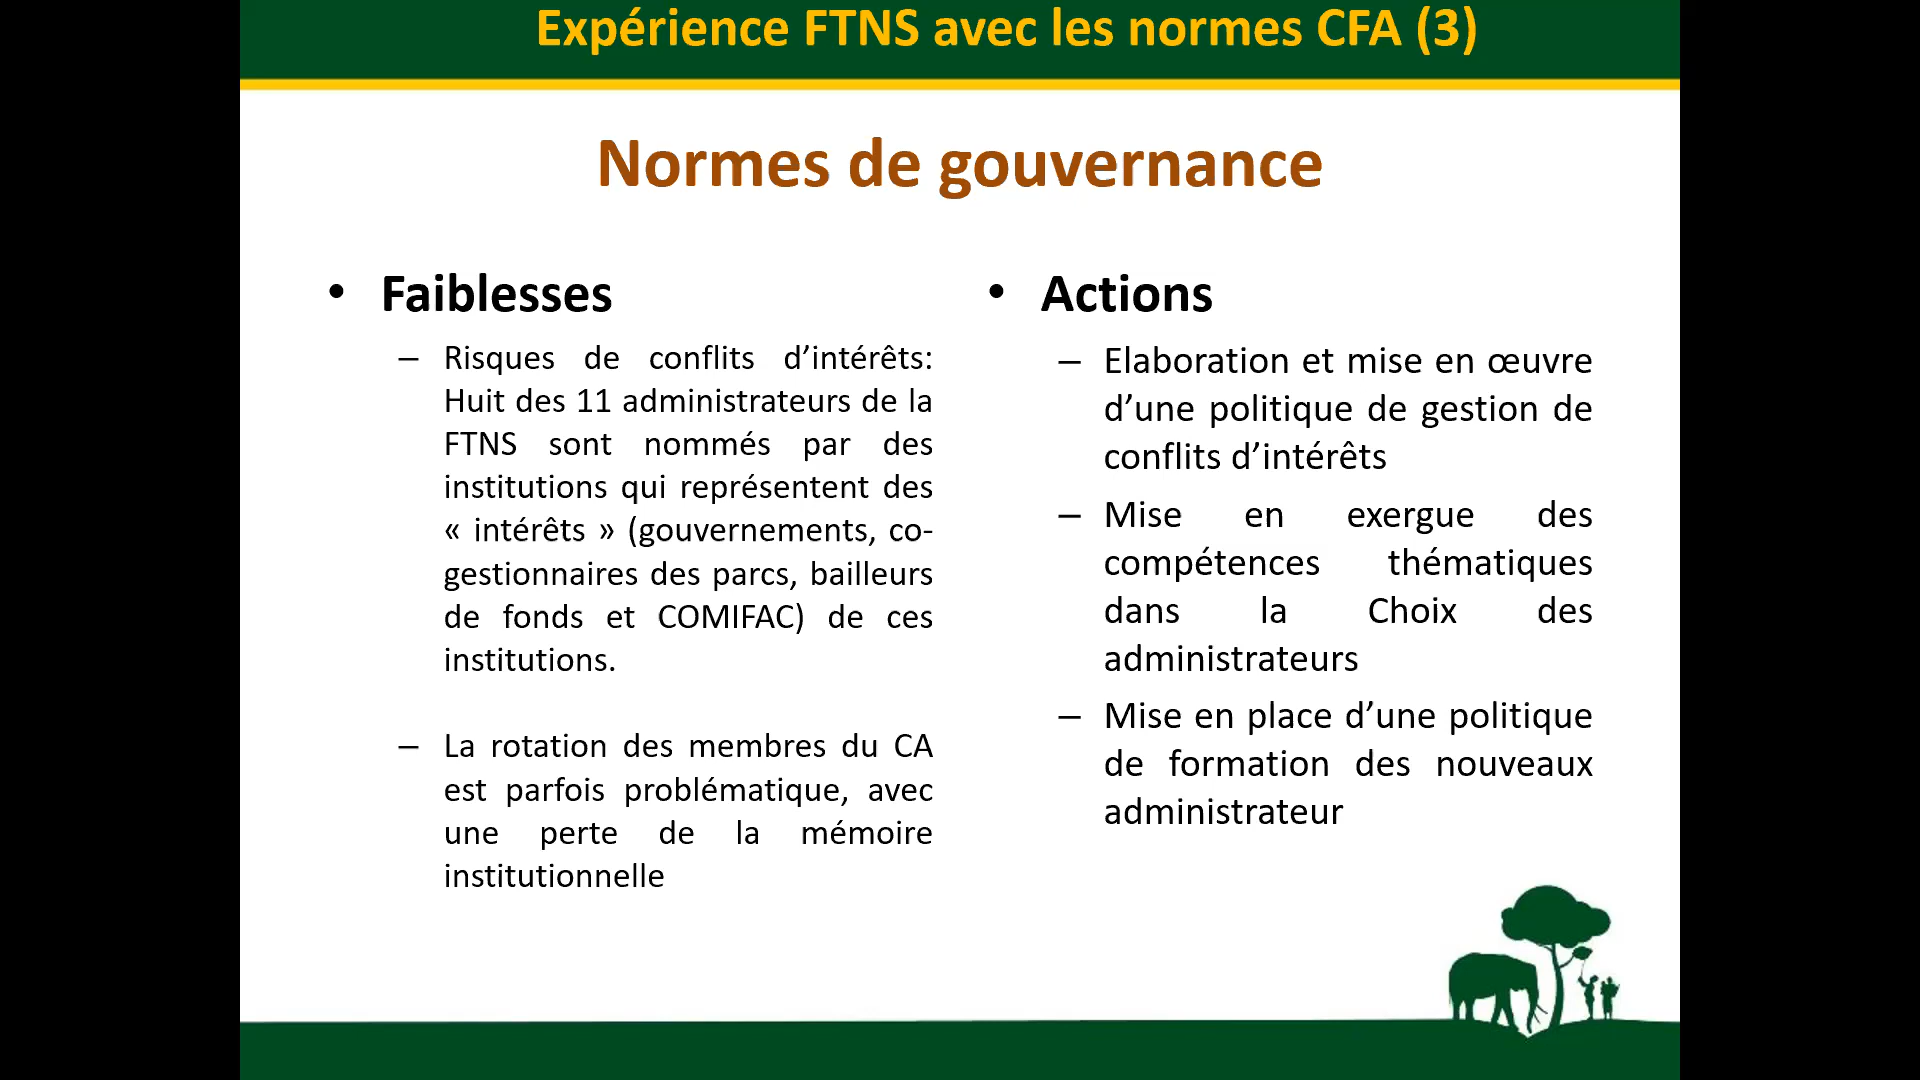 Expérience FTNS avec les normes CFA (3)
Normes de gouvernance
• Faiblesses
– Risques de conflits d’intérêts:
Huit des 11 administrateurs de la
FTNS sont nommés par des
institutions qui représentent des
« intérêts » (gouvernements, co-
gestionnaires des parcs, bailleurs
de fonds et COMIFAC) de ces
institutions.
– La rotation des membres du CA
est parfois problématique, avec
une perte de la mémoire
institutionnelle
• Actions
– Elaboration et mise en œuvre
d’une politique de gestion de
conflits d’intérêts
– Mise en exergue des
compétences thématiques
dans la Choix des
administrateurs
– Mise en place d’une politique
de formation des nouveaux
administrateur